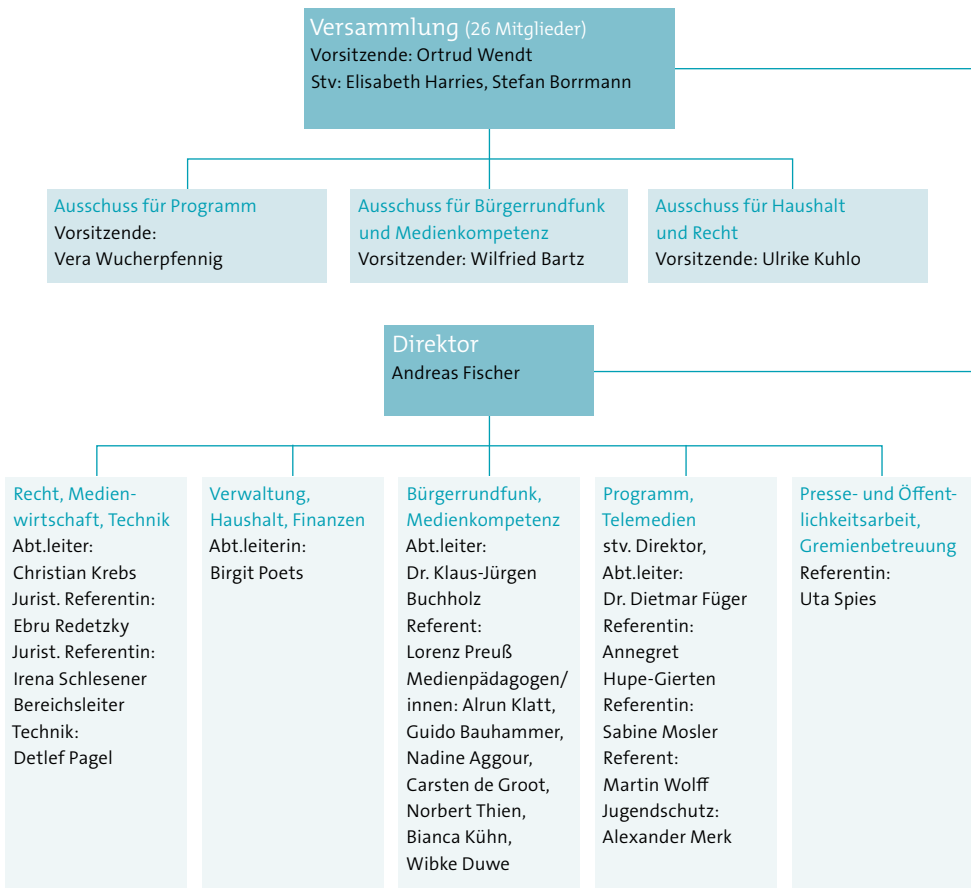 Versammlung (26 Mitglieder)
Vorsitzende: Ortrud Wendt
Stv: Elisabeth Harries, Stefan Borrmann
Ausschuss für Programm
Vorsitzende:
Vera Wucherpfennig
Ausschuss für Bürgerrundfunk
und Medienkompetenz
Vorsitzender: Wilfried Bartz
Ausschuss für Haushalt
und Recht
Vorsitzende: Ulrike Kuhlo
Direktor
Andreas Fischer
Recht, Medien-
wirtschaft, Technik
Abt.leiter:
Christian Krebs
Jurist. Referentin:
Ebru Redetzky
Jurist. Referentin:
Irena Schlesener
Bereichsleiter
Technik:
Detlef Pagel
Verwaltung,
Haushalt, Finanzen
Abt.leiterin:
Birgit Poets
Bürgerrundfunk,
Medienkompetenz
Abt.leiter:
Dr. Klaus-Jürgen
Buchholz
Referent:
Lorenz Preuß
Medienpädagogen/
innen: Alrun Klatt,
Guido Bauhammer,
Nadine Aggour,
Carsten de Groot,
Norbert Thien,
Bianca Kühn,
Wibke Duwe
Programm,
Telemedien
stv. Direktor,
Abt.leiter:
Dr. Dietmar Füger
Referentin:
Annegret
Hupe-Gierten
Referentin:
Sabine Mosler
Referent:
Martin Wolff
Jugendschutz:
Alexander Merk
Presse- und Öffent-
lichkeitsarbeit,
Gremienbetreuung
Referentin:
Uta Spies